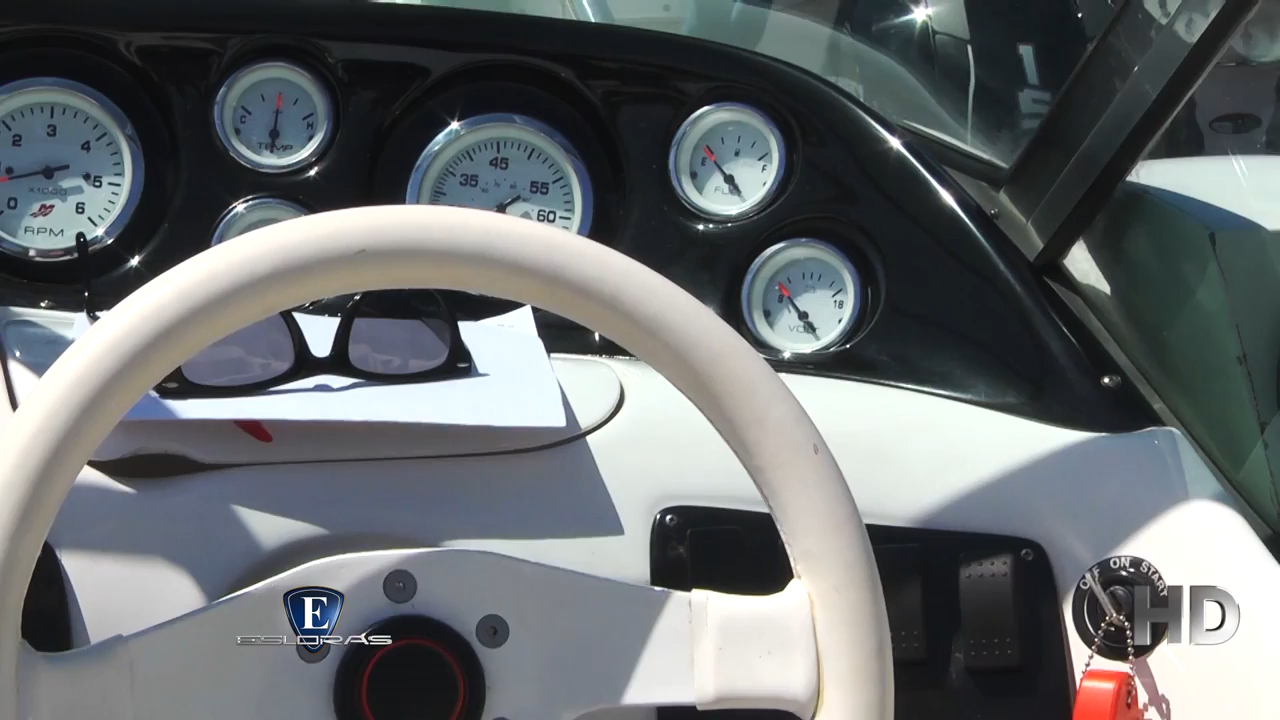 2 3 4 5 6 0
X1000
RPM
C H
TEMP
35 45 55 60
E F
FUEL
8 18
VOLT
OFF ON START
HD
E
ESLORAS